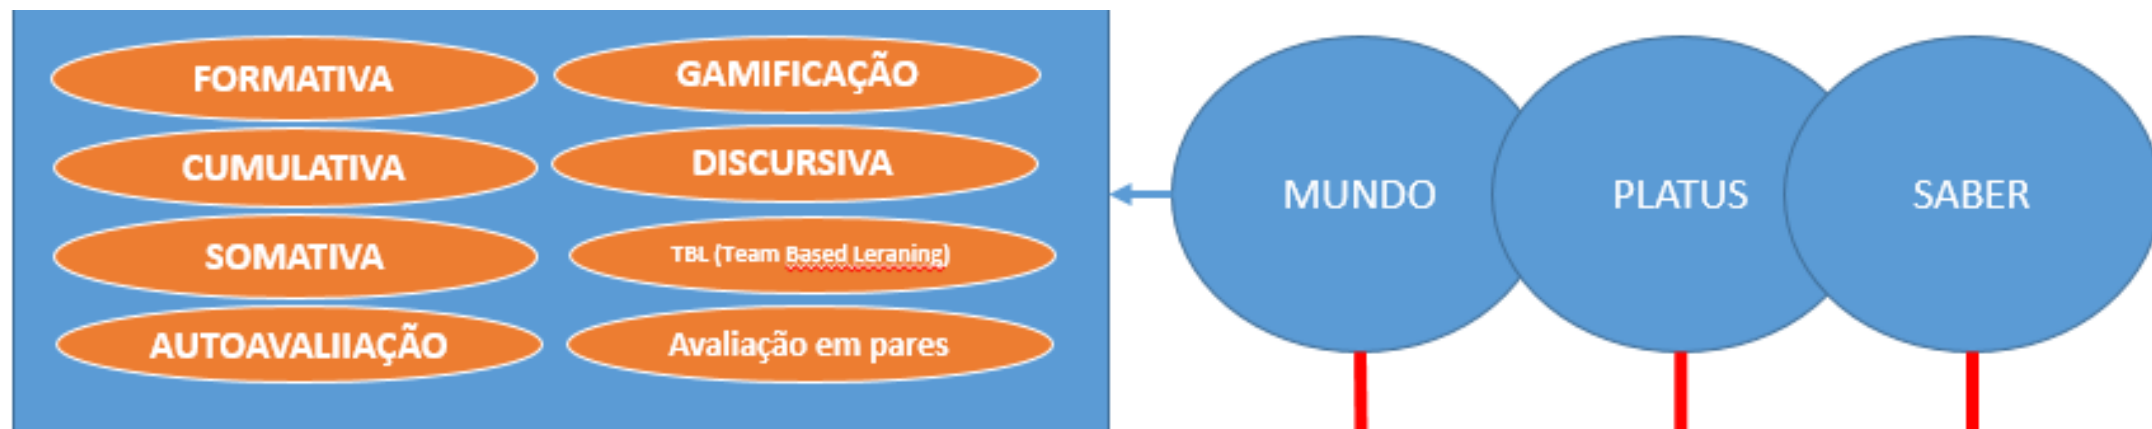 FORMATIVA
CUMULATIVA
SOMATIVA
AUTOAVALIIAÇÃO
GAMIFICAÇÃO
DISCURSIVA
TBL (Team Based Leraning)
Avaliação em pares
MUNDO
PLATUS
SABER